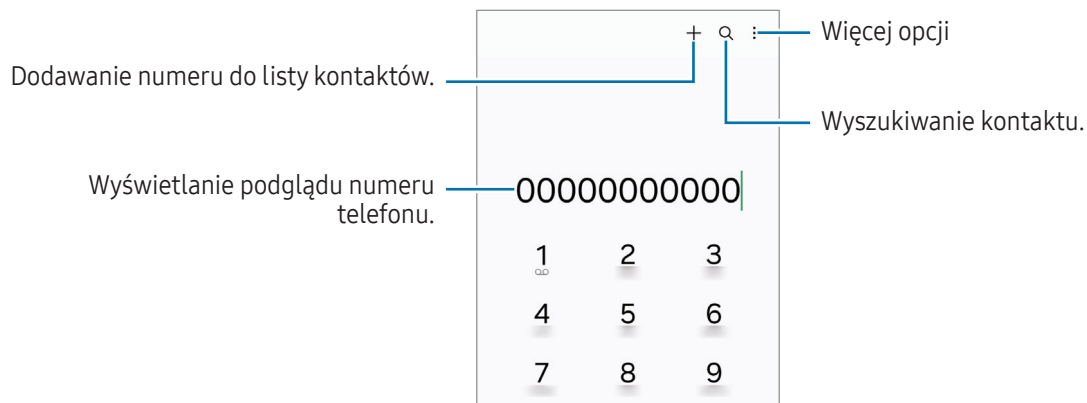 Więcej opcji
Dodawanie numeru do listy kontaktów.
Wyszukiwanie kontaktu.
Wyświetlanie podglądu numeru
telefonu.
00000000000
1 2 3
4 5 6
7 8 9